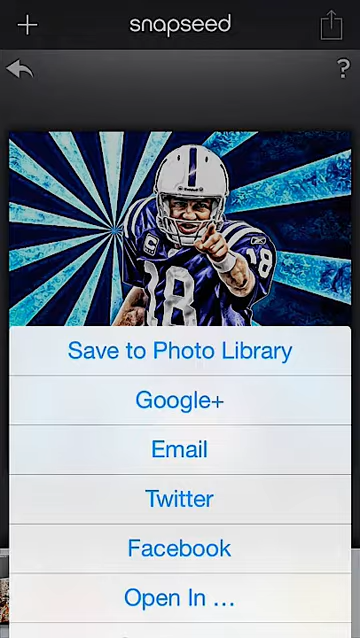 snapseed
?
C
18
18
Save to Photo Library
Google+
Email
Twitter
Facebook
Open In ...